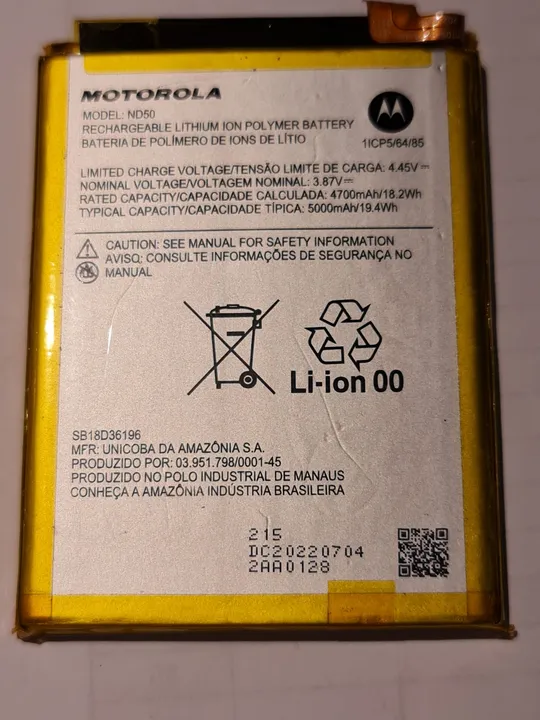 MOTOROLA
MODEL: ND50
RECHARGEABLE LITHIUM ION POLYMER BATTERY
BATERIA DE POLÍMERO DE IONS DE LÍTIO
1ICP5/64/85
LIMITED CHARGE VOLTAGE/TENSÃO LIMITE DE CARGA: 4.45V⎓
NOMINAL VOLTAGE/VOLTAGEM NOMINAL: 3.87V⎓
RATED CAPACITY/CAPACIDADE CALCULADA: 4700mAh/18.2Wh
TYPICAL CAPACITY/CAPACIDADE TÍPICA: 5000mAh/19.4Wh
CAUTION: SEE MANUAL FOR SAFETY INFORMATION
AVISO: CONSULTE INFORMAÇÕES DE SEGURANÇA NO
MANUAL
Li-ion 00
SB18D36196
MFR: UNICOBA DA AMAZÔNIA S.A.
PRODUZIDO POR: 03.951.798/0001-45
PRODUZIDO NO POLO INDUSTRIAL DE MANAUS
CONHEÇA A AMAZÔNIA INDÚSTRIA BRASILEIRA
215
DC20220704
2AA0128